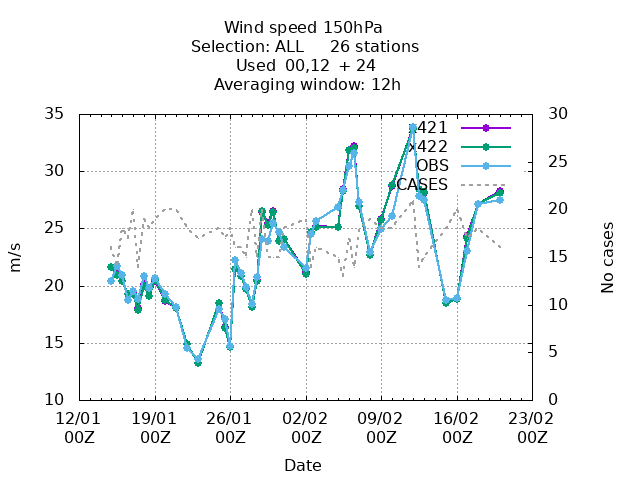 Wind speed 150hPa
Selection: ALL     26 stations
Used  00,12  + 24
Averaging window: 12h
35
30
25
20
15
10
m/s
30
25
20
15
10
5
0
No cases
x421
x422
OBS
CASES
12/01 19/01 26/01 02/02 09/02 16/02 23/02
00Z 00Z 00Z 00Z 00Z 00Z 00Z
Date